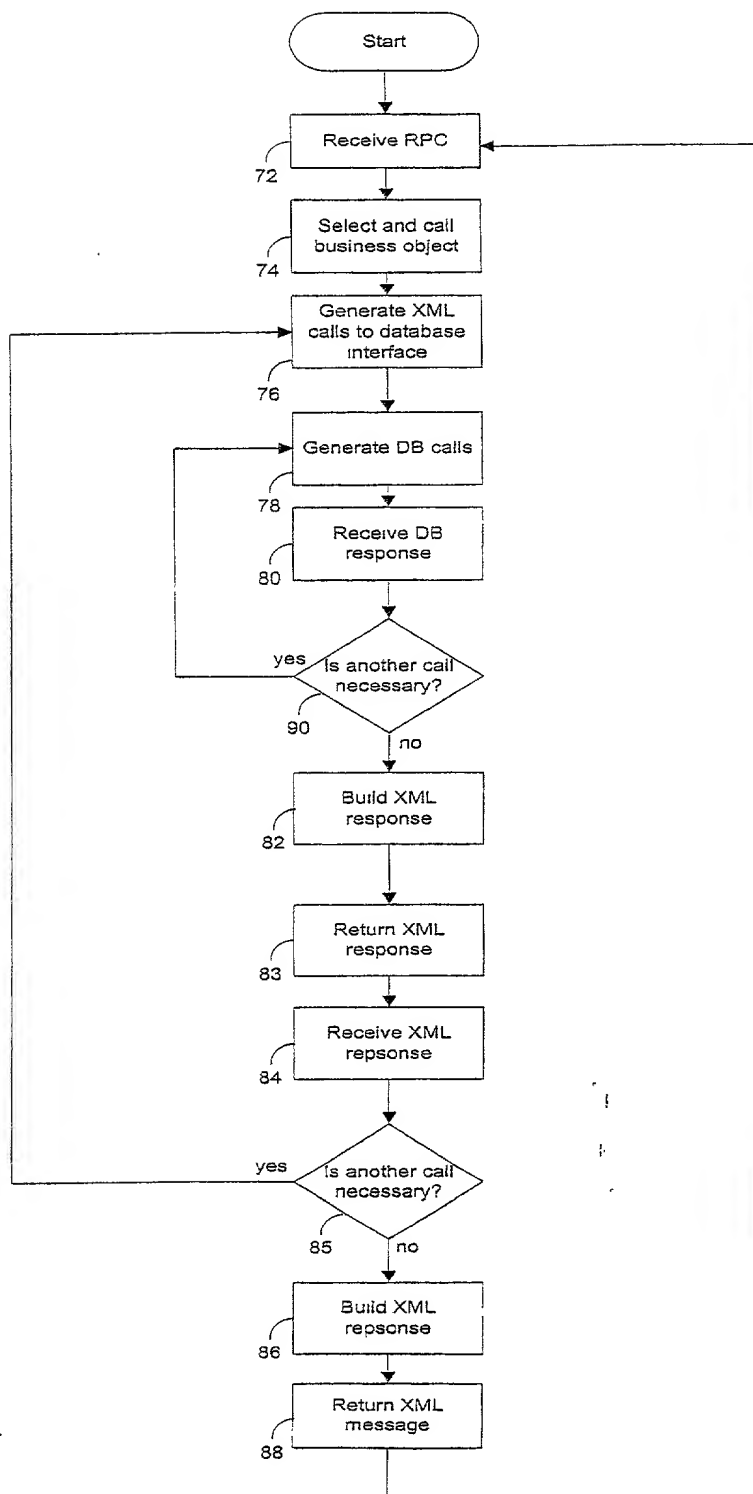 Start
Receive RPC
72
Select and call
business object
74
Generate XML
calls to database
interface
76
Generate DB calls
78
Receive DB
response
80
yes
Is another call
necessary?
90
no
Build XML
response
82
Return XML
response
83
Receive XML
repsonse
84
yes
Is another call
necessary?
85
no
Build XML
repsonse
86
Return XML
message
88